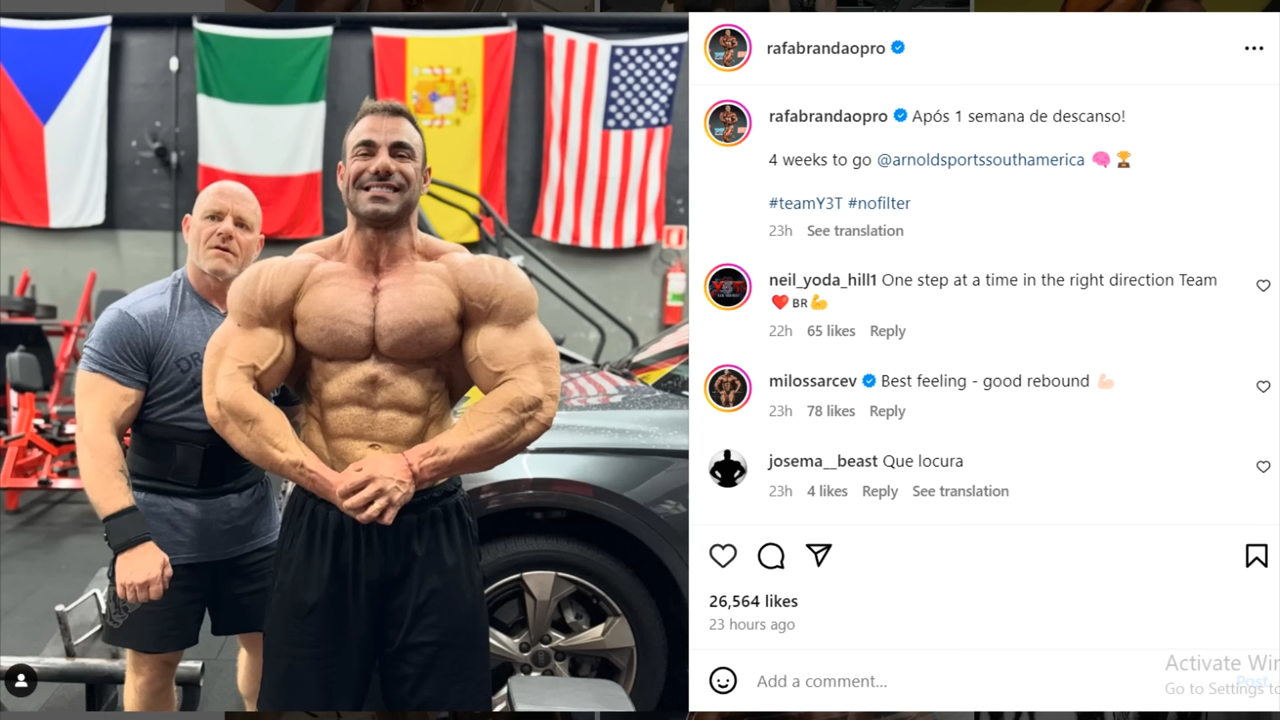 rafabrandaopro
rafabrandaopro Após 1 semana de descanso!
4 weeks to go @arnoldsportssouthamerica 🧠 🏆
#teamY3T #nofilter
23h See translation
neil_yoda_hill1 One step at a time in the right direction Team
❤️ BR 💪
22h 65 likes Reply
milossarcev Best feeling - good rebound 💪🏻
23h 78 likes Reply
josema__beast Que locura
23h 4 likes Reply See translation
26,564 likes
23 hours ago
Add a comment...
Post
Activate Win
Go to Settings to